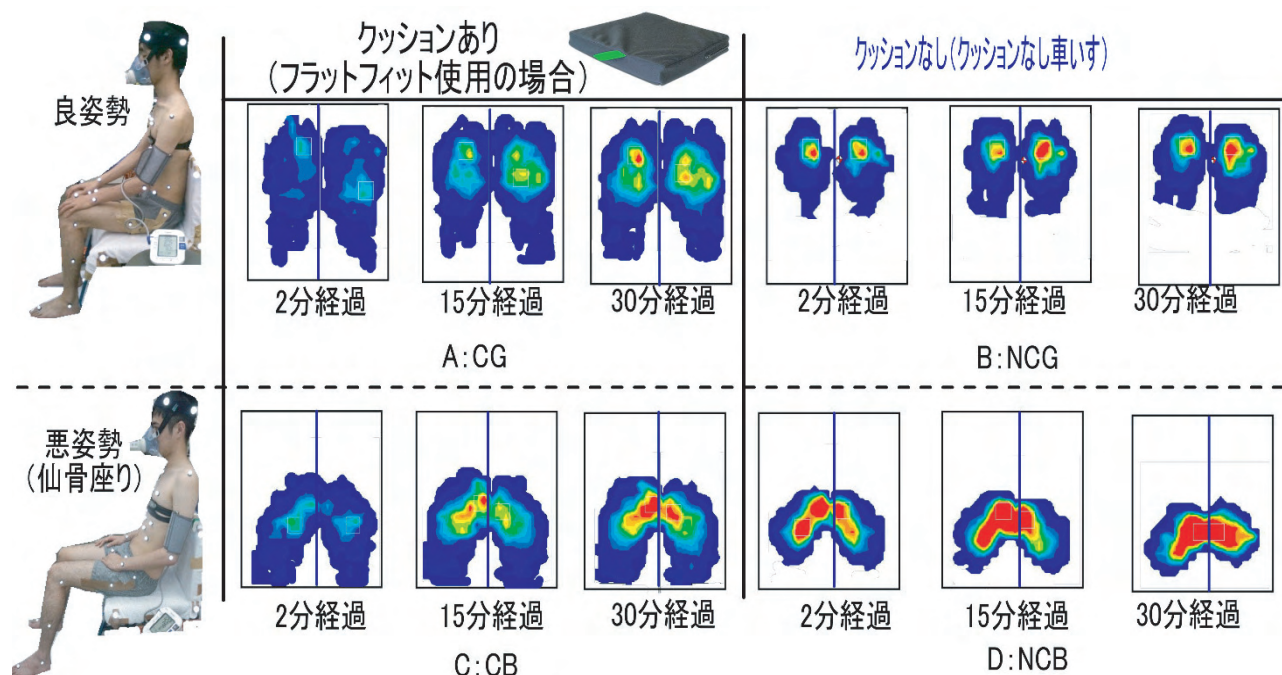 クッションあり
(フラットフィット使用の場合)
クッションなし(クッションなし車いす)
良姿勢
2分経過
15分経過
30分経過
2分経過
15分経過
30分経過
A:CG
B:NCG
悪姿勢
(仙骨座り)
2分経過
15分経過
30分経過
2分経過
15分経過
30分経過
C:CB
D:NCB